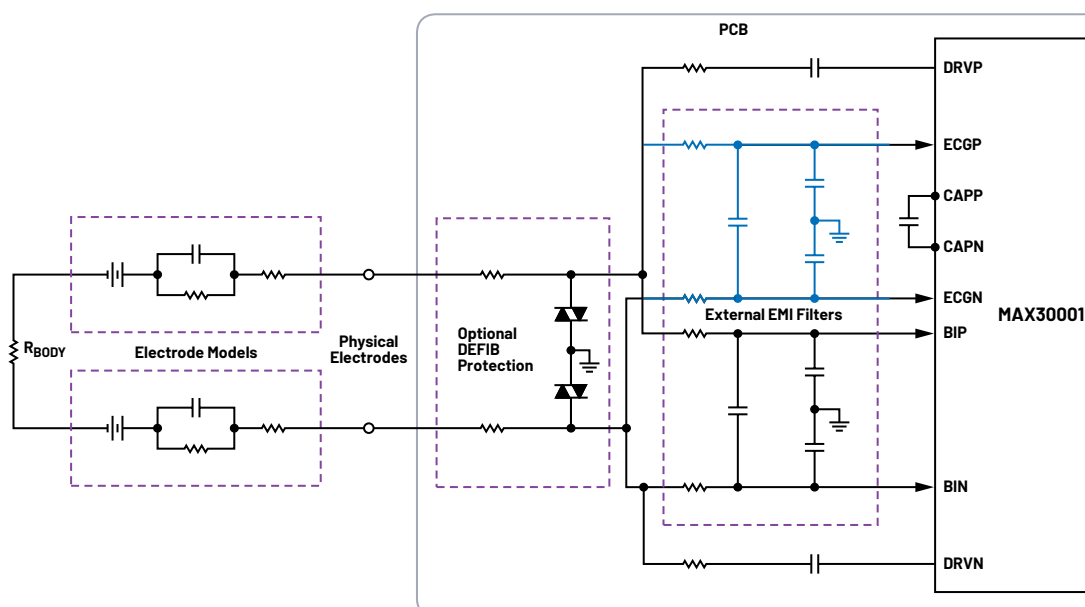 PCB
DRVP
ECGP
CAPP
CAPN
ECGN
External EMI Filters
BIP
MAX30001
Optional
DEFIB
Protection
Physical
Electrodes
Electrode Models
RBODY
BIN
DRVN